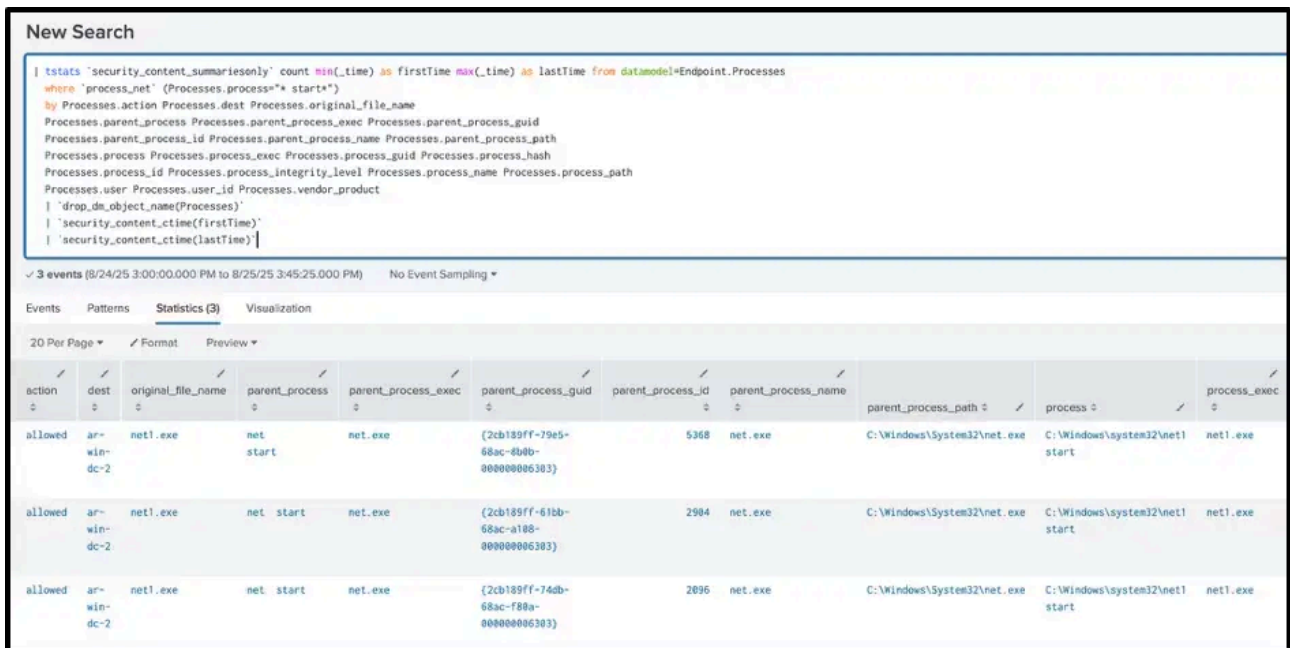 New Search
| tstats `security_content_summariesonly` count min(_time) as firstTime max(_time) as lastTime from datamodel=Endpoint.Processes
where `process_net` (Processes.process="* start*")
by Processes.action Processes.dest Processes.original_file_name
Processes.parent_process Processes.parent_process_exec Processes.parent_process_guid
Processes.parent_process_id Processes.parent_process_name Processes.parent_process_path
Processes.process Processes.process_exec Processes.process_guid Processes.process_hash
Processes.process_id Processes.process_integrity_level Processes.process_name Processes.process_path
Processes.user Processes.user_id Processes.vendor_product
| `drop_dm_object_name(Processes)`
| `security_content_ctime(firstTime)`
| `security_content_ctime(lastTime)`
✓ 3 events (8/24/25 3:00:00.000 PM to 8/25/25 3:45:25.000 PM) No Event Sampling
Events Patterns Statistics (3) Visualization
20 Per Page Format Preview
action dest original_file_name parent_process parent_process_exec parent_process_guid parent_process_id parent_process_name parent_process_path process process_exec
allowed ar- net1.exe net net.exe {2cb189ff-79e5- 5368 net.exe C:\Windows\System32\net.exe C:\Windows\system32\net1 net1.exe
win- start 68ac-8b0b- start
dc-2 000000006303}
allowed ar- net1.exe net start net.exe {2cb189ff-61bb- 2904 net.exe C:\Windows\System32\net.exe C:\Windows\system32\net1 net1.exe
win- 68ac-a108- start
dc-2 000000006303}
allowed ar- net1.exe net start net.exe {2cb189ff-74db- 2096 net.exe C:\Windows\System32\net.exe C:\Windows\system32\net1 net1.exe
win- 68ac-f80a- start
dc-2 000000006303}